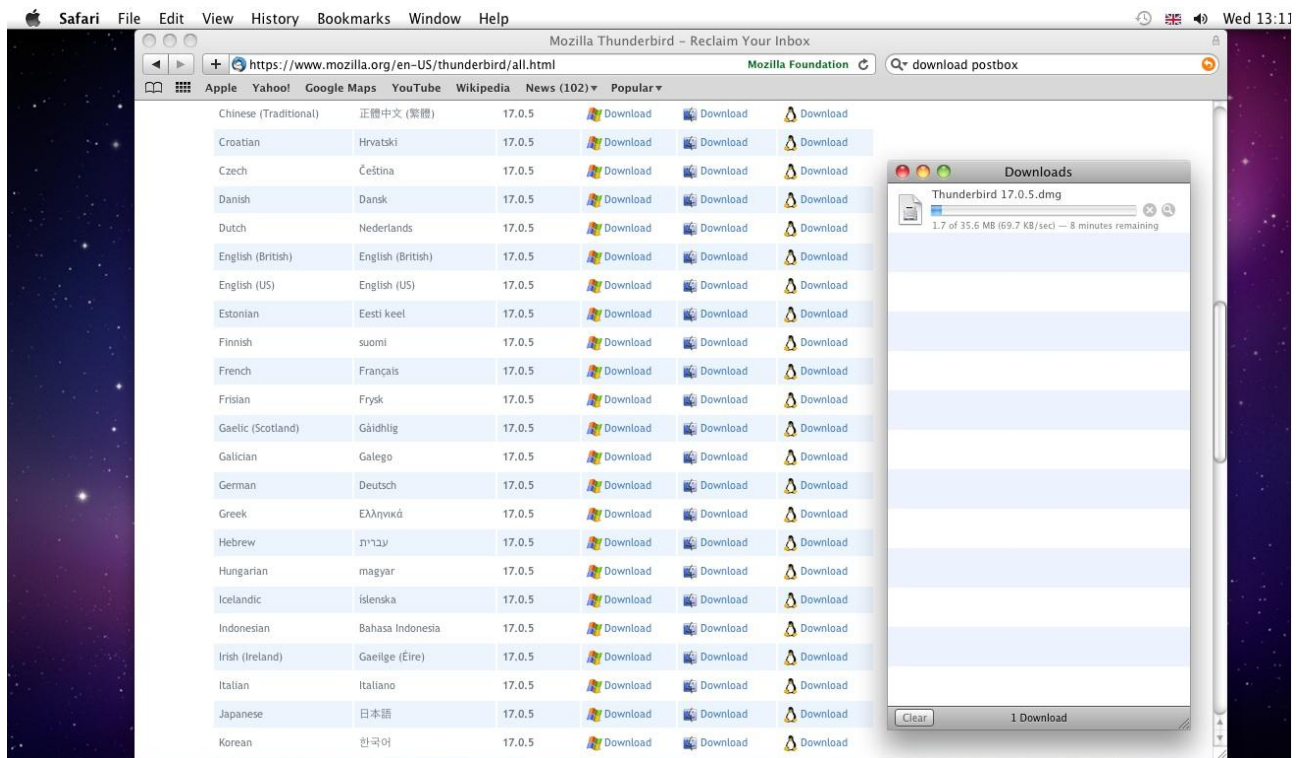 Safari File Edit View History Bookmarks Window Help Wed 13:11
Mozilla Thunderbird – Reclaim Your Inbox
https://www.mozilla.org/en-US/thunderbird/all.html Mozilla Foundation download postbox
Apple Yahoo! Google Maps YouTube Wikipedia News (102) Popular
Chinese (Traditional) 正體中文 (繁體) 17.0.5 Download Download Download
Croatian Hrvatski 17.0.5 Download Download Download
Czech Čeština 17.0.5 Download Download Download
Danish Dansk 17.0.5 Download Download Download
Dutch Nederlands 17.0.5 Download Download Download
English (British) English (British) 17.0.5 Download Download Download
English (US) English (US) 17.0.5 Download Download Download
Estonian Eesti keel 17.0.5 Download Download Download
Finnish suomi 17.0.5 Download Download Download
French Français 17.0.5 Download Download Download
Frisian Frysk 17.0.5 Download Download Download
Gaelic (Scotland) Gàidhlig 17.0.5 Download Download Download
Galician Galego 17.0.5 Download Download Download
German Deutsch 17.0.5 Download Download Download
Greek Ελληνικά 17.0.5 Download Download Download
Hebrew עברית 17.0.5 Download Download Download
Hungarian magyar 17.0.5 Download Download Download
Icelandic íslenska 17.0.5 Download Download Download
Indonesian Bahasa Indonesia 17.0.5 Download Download Download
Irish (Ireland) Gaeilge (Éire) 17.0.5 Download Download Download
Italian Italiano 17.0.5 Download Download Download
Japanese 日本語 17.0.5 Download Download Download
Korean 한국어 17.0.5 Download Download Download
Downloads
Thunderbird 17.0.5.dmg
1.7 of 35.6 MB (69.7 KB/sec) — 8 minutes remaining
Clear 1 Download